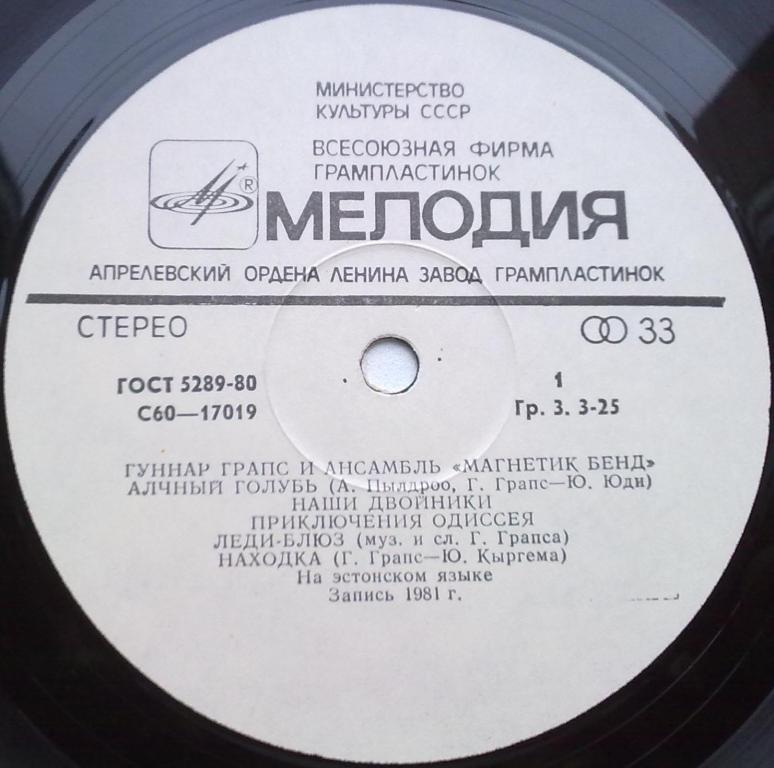 МИНИСТЕРСТВО
КУЛЬТУРЫ СССР
ВСЕСОЮЗНАЯ ФИРМА
ГРАМПЛАСТИНОК
®
МЕЛОДИЯ
АПРЕЛЕВСКИЙ ОРДЕНА ЛЕНИНА ЗАВОД ГРАМПЛАСТИНОК
СТЕРЕО 33
ГОСТ 5289-80 1
С60—17019 Гр. 3. 3-25
ГУННАР ГРАПС И АНСАМБЛЬ «МАГНЕТИК БЕНД»
АЛЧНЫЙ ГОЛУБЬ (А. Пылдроо, Г. Грапс—Ю. Юди)
НАШИ ДВОЙНИКИ
ПРИКЛЮЧЕНИЯ ОДИССЕЯ
ЛЕДИ-БЛЮЗ (муз. и сл. Г. Грапса)
НАХОДКА (Г. Грапс—Ю. Кыргема)
На эстонском языке
Запись 1981 г.